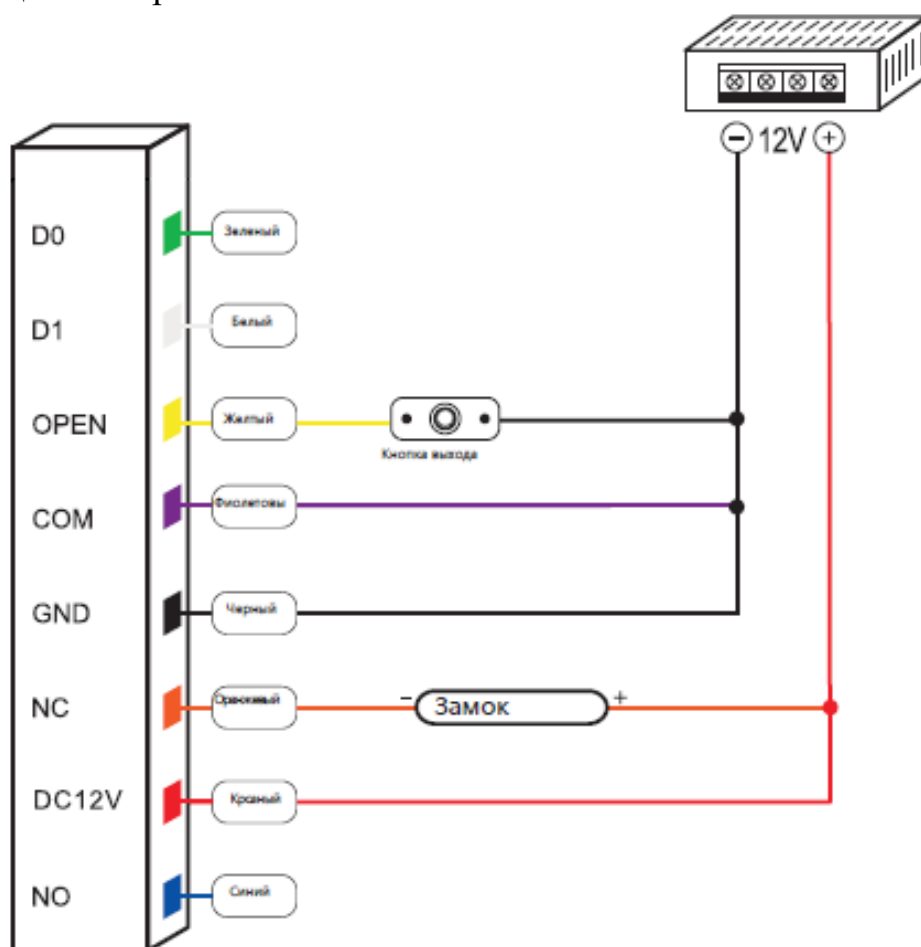 12V
D0 Зеленый
D1 Белый
OPEN Желтый
Кнопка выхода
COM Фиолетовы
GND Черный
NC Оранжевый - Замок +
DC12V Красный
NO Синий